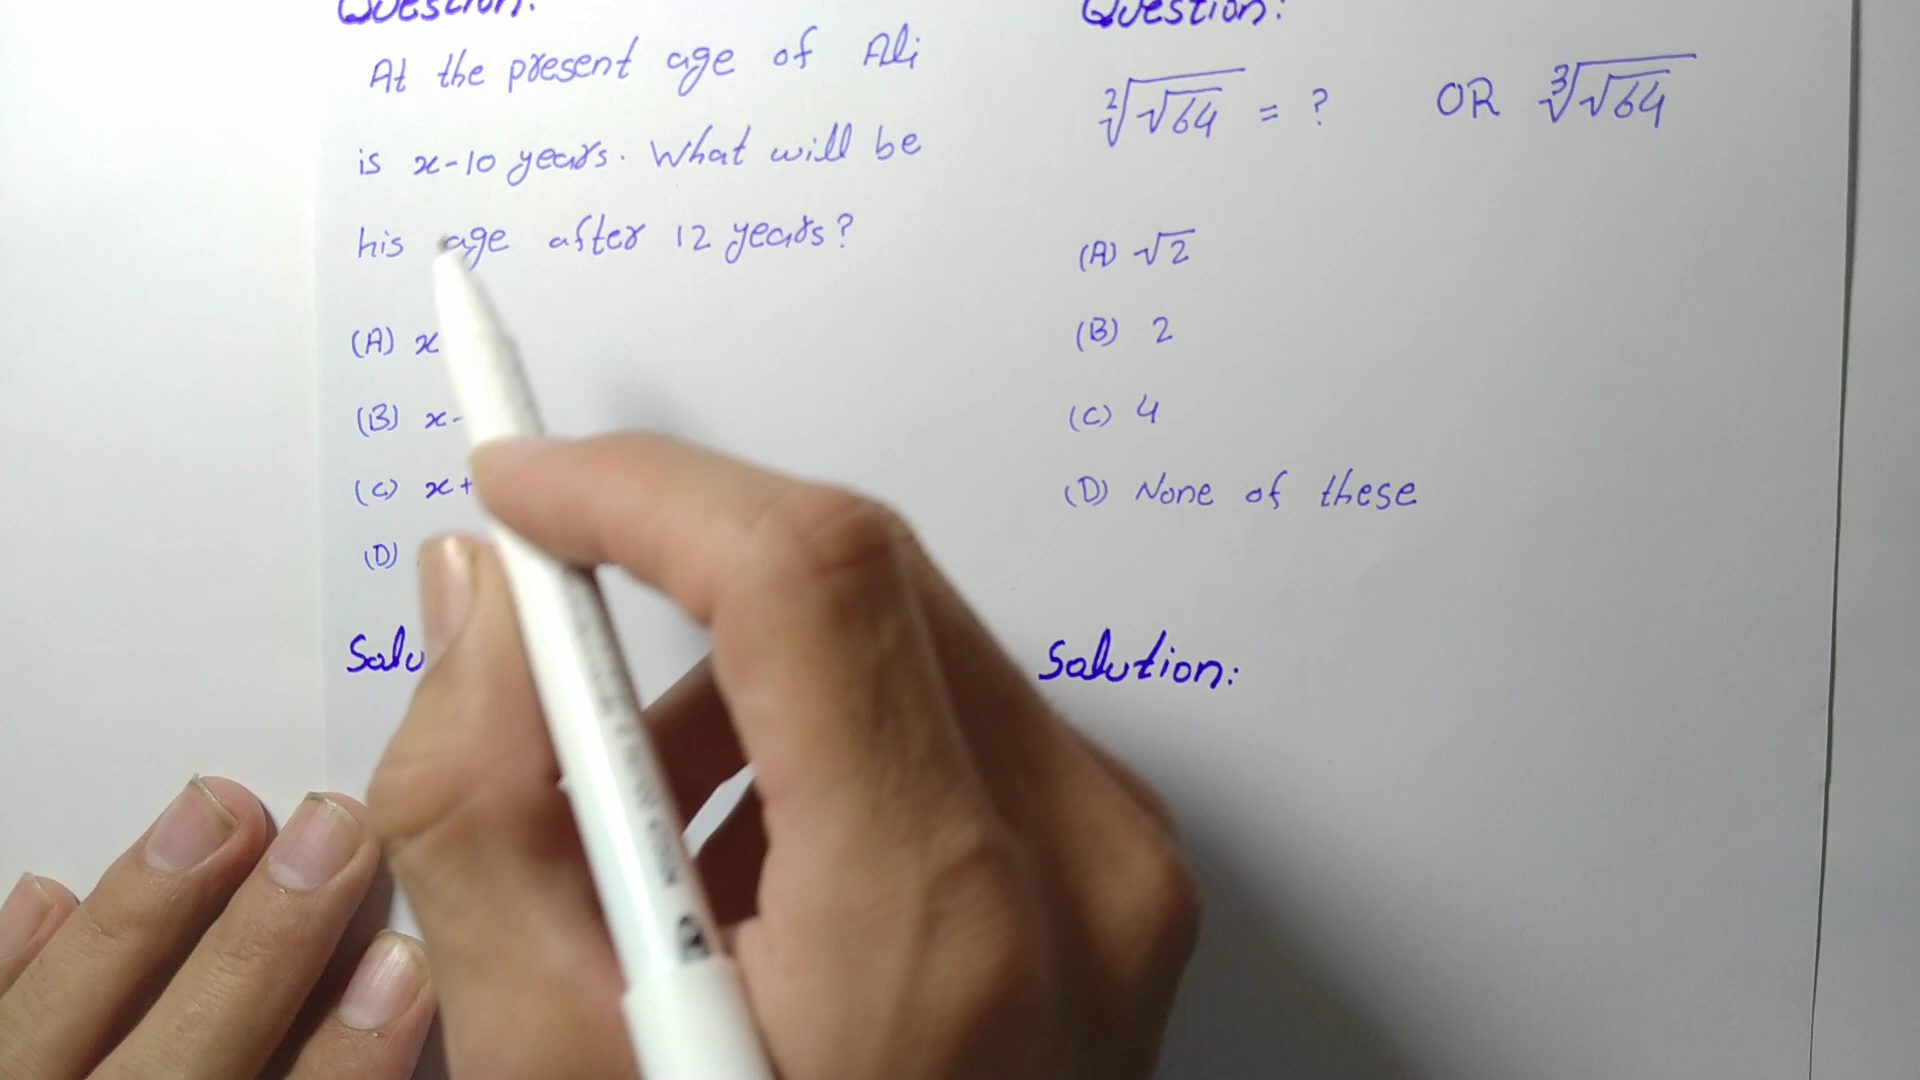 Question:
At the present age of Ali
is x-10 years. What will be
his age after 12 years?
(A) x
(B) x-
(C) x+
(D)
Solu
Question:
²√√64 = ? OR ³√√64
(A) √2
(B) 2
(C) 4
(D) None of these
Solution: